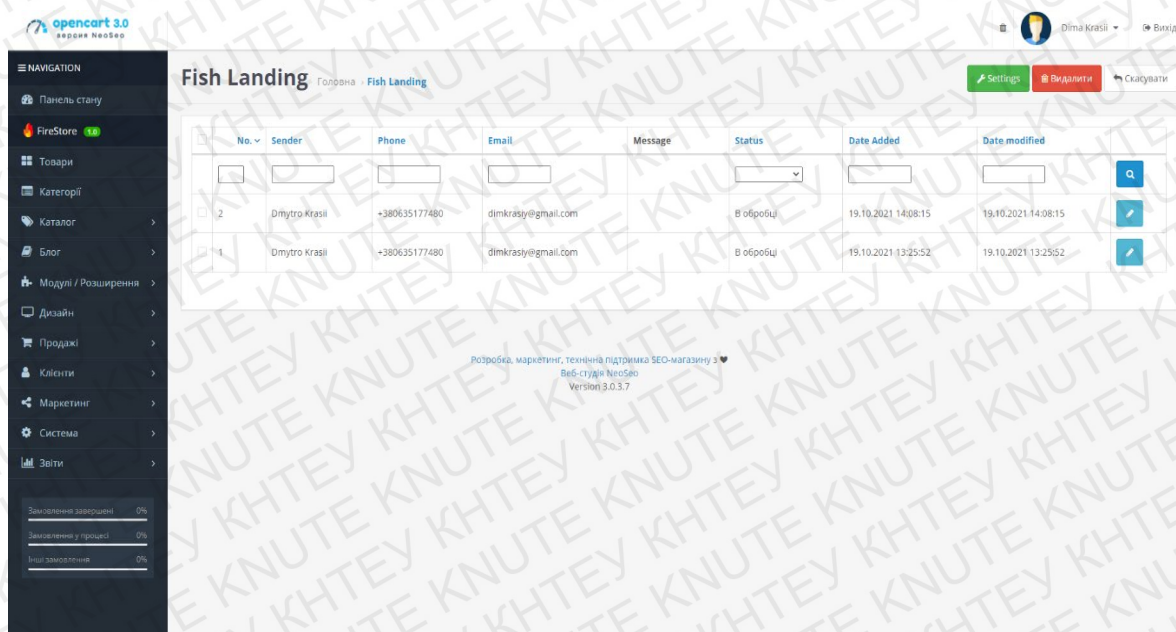 opencart 3.0
версия NeoSeo
Dima Krasii
Вихід
NAVIGATION
Fish Landing
Головна
Fish Landing
Settings
Видалити
Скасувати
Панель стану
FireStore 1.0
Товари
Категорії
Каталог
Блог
Модулі / Розширення
Дизайн
Продажі
Клієнти
Маркетинг
Система
Звіти
Замовлення завершені 0%
Замовлення у процесі 0%
Інші замовлення 0%
No. Sender Phone Email Message Status Date Added Date modified
2 Dmytro Krasii +380635177480 dimkrasiy@gmail.com В обробці 19.10.2021 14:08:15 19.10.2021 14:08:15
1 Dmytro Krasii +380635177480 dimkrasiy@gmail.com В обробці 19.10.2021 13:25:52 19.10.2021 13:25:52
Розробка, маркетинг, технічна підтримка SEO-магазину з
Веб-студія NeoSeo
Version 3.0.3.7
КНТЕУ KNUTE